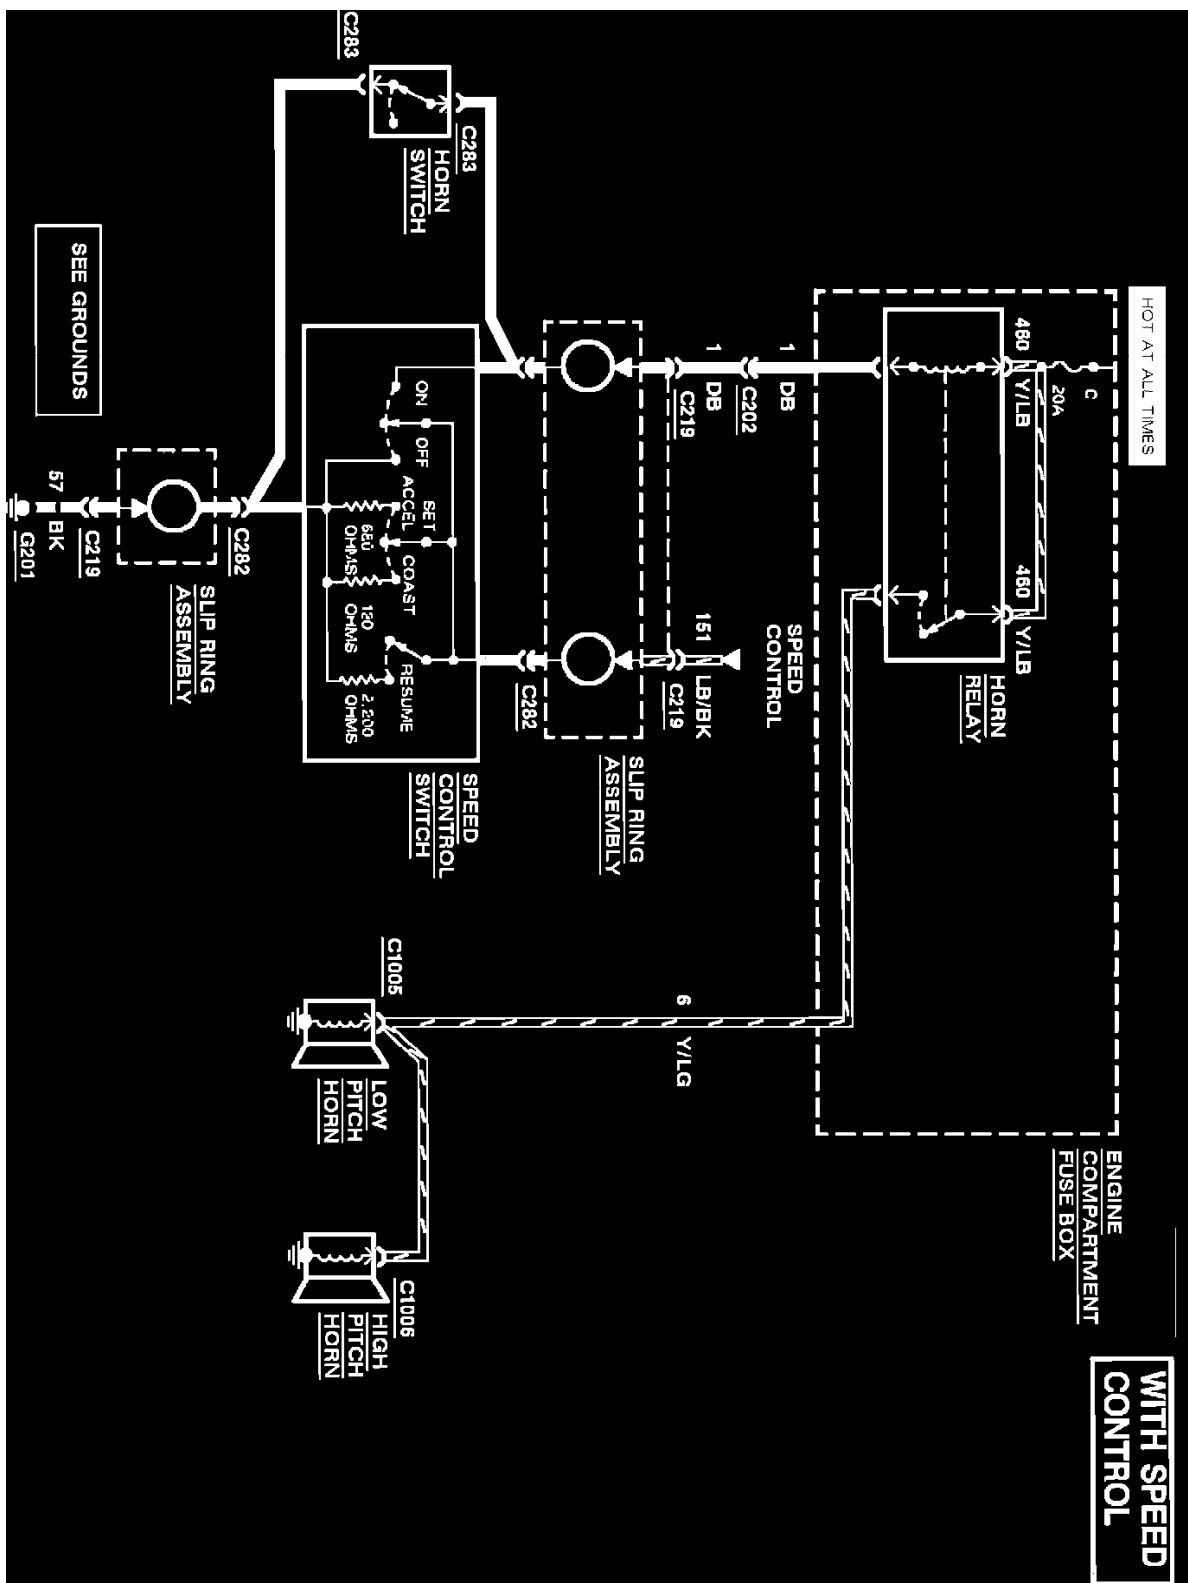 WITH SPEED
CONTROL
HOT AT ALL TIMES
ENGINE
COMPARTMENT
FUSE BOX
C
20A
460
Y/LB
460
Y/LB
HORN
RELAY
1
DB
C202
1
DB
C219
SPEED
CONTROL
151
LB/BK
C219
6
Y/LG
SLIP RING
ASSEMBLY
C282
C283
HORN
SWITCH
C283
SPEED
CONTROL
SWITCH
ON
OFF
SET
ACCEL
COAST
RESUME
680
OHMS
120
OHMS
2,200
OHMS
C1005
LOW
PITCH
HORN
C1006
HIGH
PITCH
HORN
C282
SLIP RING
ASSEMBLY
C219
57
BK
G201
SEE GROUNDS